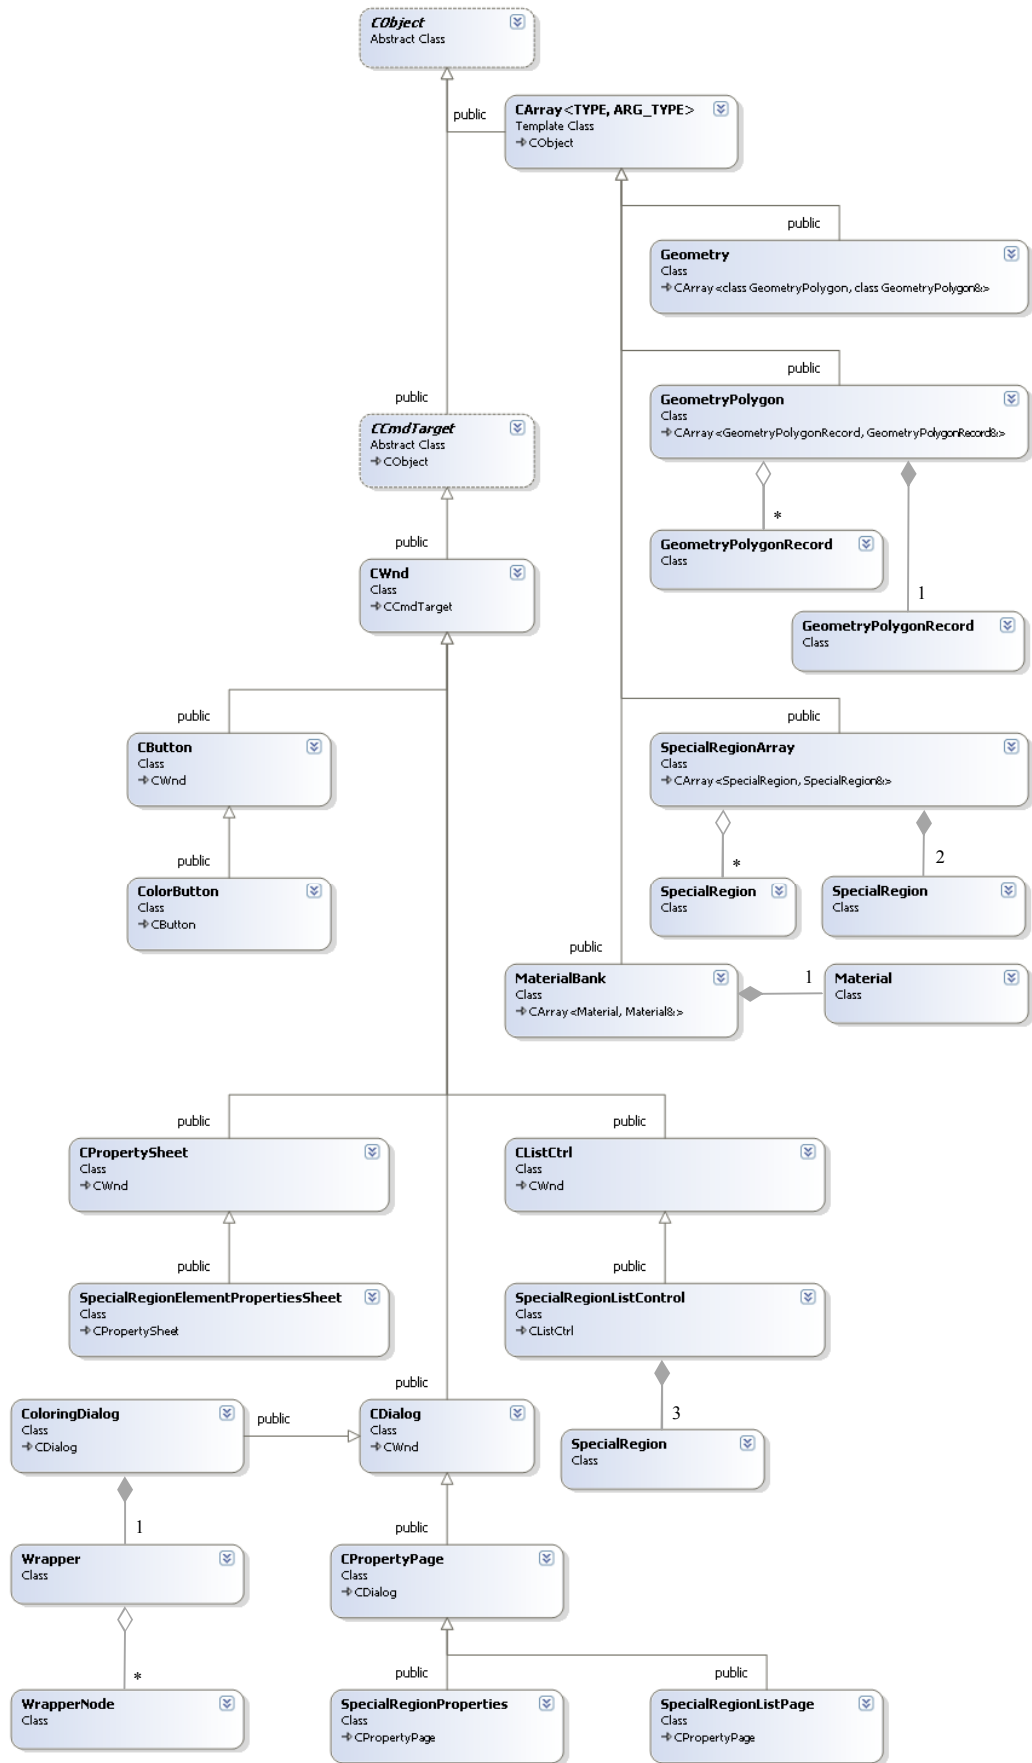 CObject
Abstract Class
public
CArray<TYPE, ARG_TYPE>
Template Class
CObject
public
Geometry
Class
CArray<class GeometryPolygon, class GeometryPolygon&>
public
GeometryPolygon
Class
CArray<GeometryPolygonRecord, GeometryPolygonRecord&>
public
CCmdTarget
Abstract Class
CObject
*
GeometryPolygonRecord
Class
1
GeometryPolygonRecord
Class
public
CWnd
Class
CCmdTarget
public
CButton
Class
CWnd
public
SpecialRegionArray
Class
CArray<SpecialRegion, SpecialRegion&>
public
ColorButton
Class
CButton
*
SpecialRegion
Class
2
SpecialRegion
Class
public
MaterialBank
Class
CArray<Material, Material&>
1
Material
Class
public
CPropertySheet
Class
CWnd
public
CListCtrl
Class
CWnd
public
SpecialRegionElementPropertiesSheet
Class
CPropertySheet
public
SpecialRegionListControl
Class
CListCtrl
3
SpecialRegion
Class
ColoringDialog
Class
CDialog
public
public
CDialog
Class
CWnd
1
Wrapper
Class
public
CPropertyPage
Class
CDialog
*
WrapperNode
Class
public
SpecialRegionProperties
Class
CPropertyPage
public
SpecialRegionListPage
Class
CPropertyPage